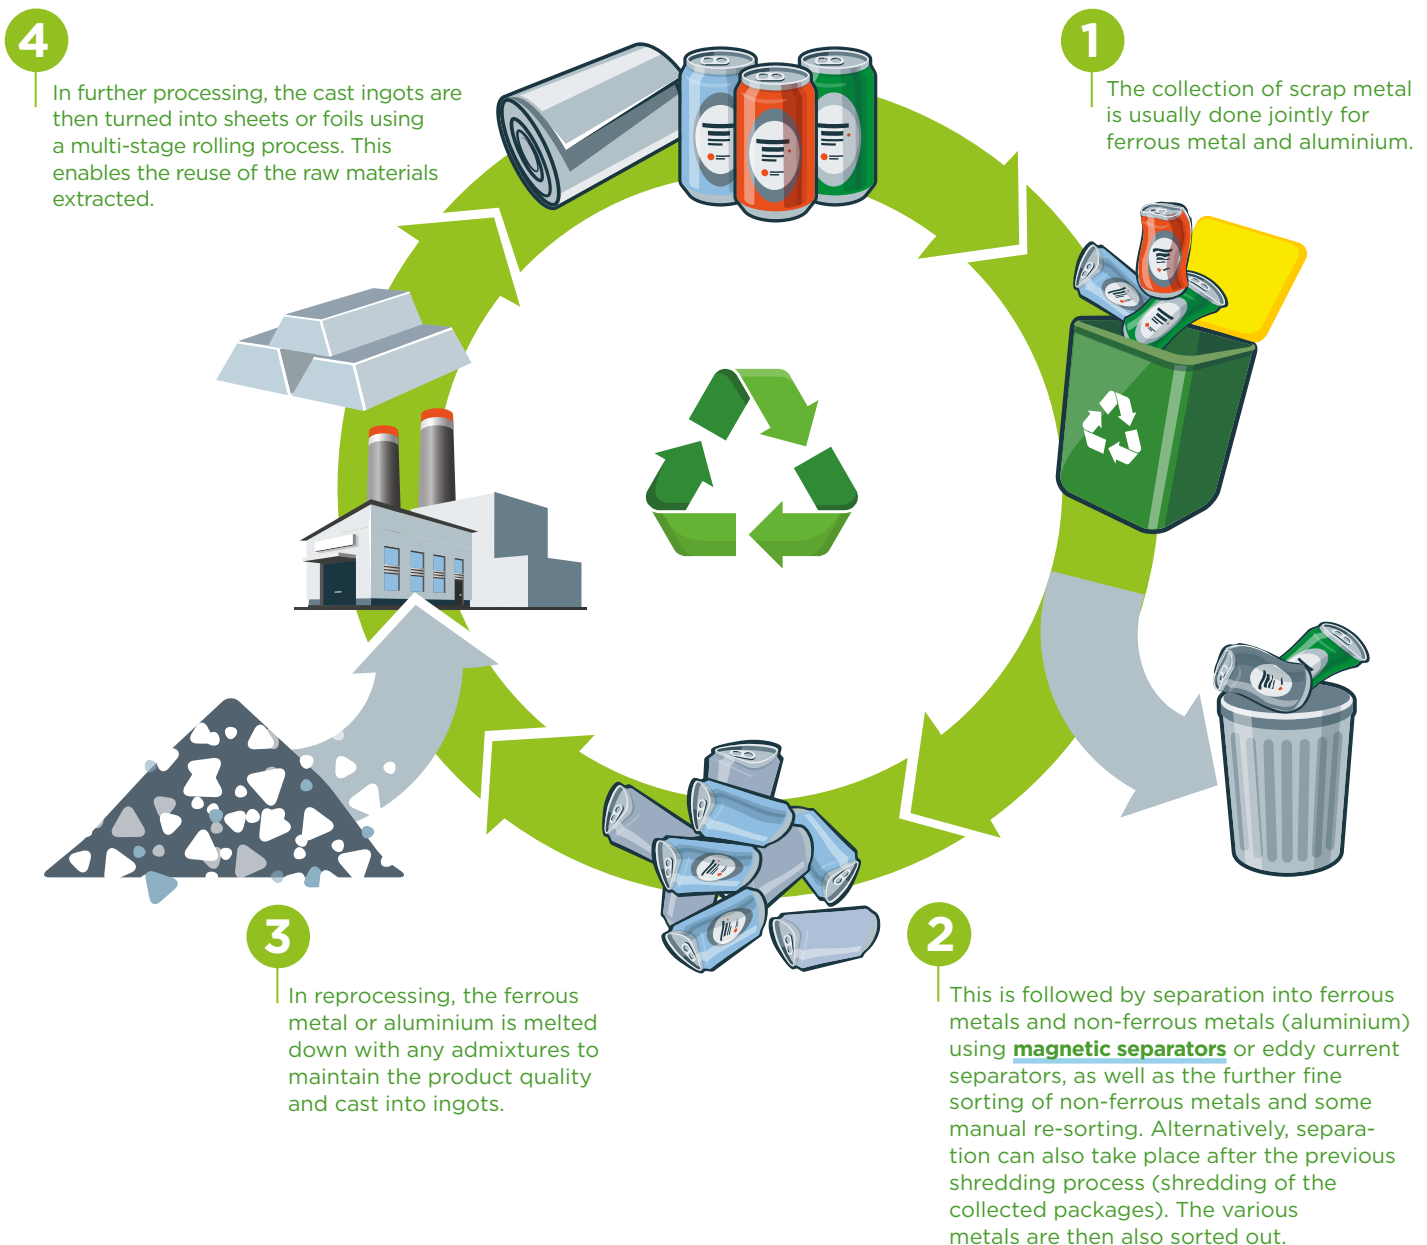 1
The collection of scrap metal
is usually done jointly for
ferrous metal and aluminium.
2
This is followed by separation into ferrous
metals and non-ferrous metals (aluminium)
using magnetic separators or eddy current
separators, as well as the further fine
sorting of non-ferrous metals and some
manual re-sorting. Alternatively, separa-
tion can also take place after the previous
shredding process (shredding of the
collected packages). The various
metals are then also sorted out.
3
In reprocessing, the ferrous
metal or aluminium is melted
down with any admixtures to
maintain the product quality
and cast into ingots.
4
In further processing, the cast ingots are
then turned into sheets or foils using
a multi-stage rolling process. This
enables the reuse of the raw materials
extracted.